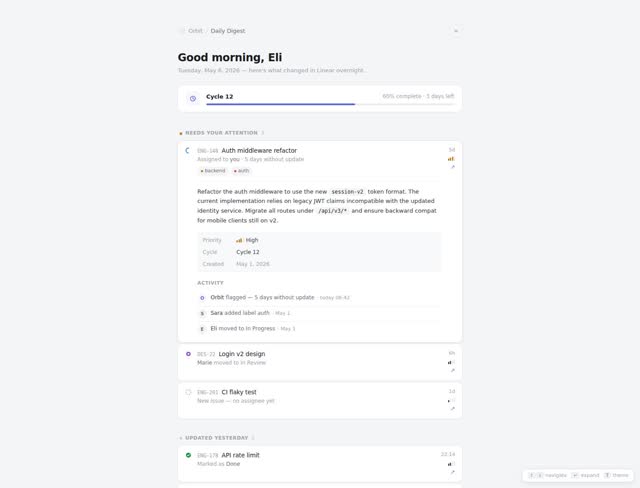 Orbit / Daily Digest
Good morning, Eli
Tuesday, May 6, 2026 — here's what changed in Linear overnight.
Cycle 12
60% complete · 3 days left
NEEDS YOUR ATTENTION 3
ENG-146 Auth middleware refactor
5d
Assigned to you · 5 days without update
backend auth
Refactor the auth middleware to use the new session-v2 token format. The
current implementation relies on legacy JWT claims incompatible with the updated
identity service. Migrate all routes under /api/v3/* and ensure backward compat
for mobile clients still on v2.
Priority High
Cycle Cycle 12
Created May 1, 2026
ACTIVITY
O Orbit flagged — 5 days without update · today 06:42
S Sara added label auth · May 2
E Eli moved to In Progress · May 1
DES-22 Login v2 design
6h
Marie moved to In Review
ENG-201 CI flaky test
1d
New issue — no assignee yet
UPDATED YESTERDAY
ENG-178 API rate limit
22:14
Marked as Done
navigate expand T theme